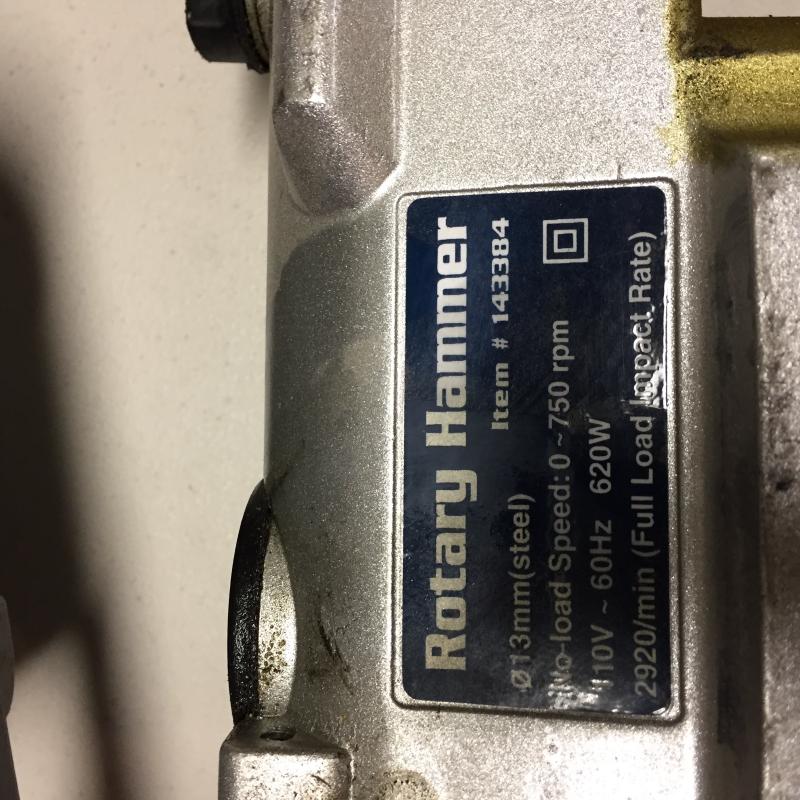 Rotary Hammer
Item # 143384
Ø13mm(steel)
No-load Speed: 0 ~ 750 rpm
110V ~ 60Hz 620W
2920/min (Full Load Impact Rate)